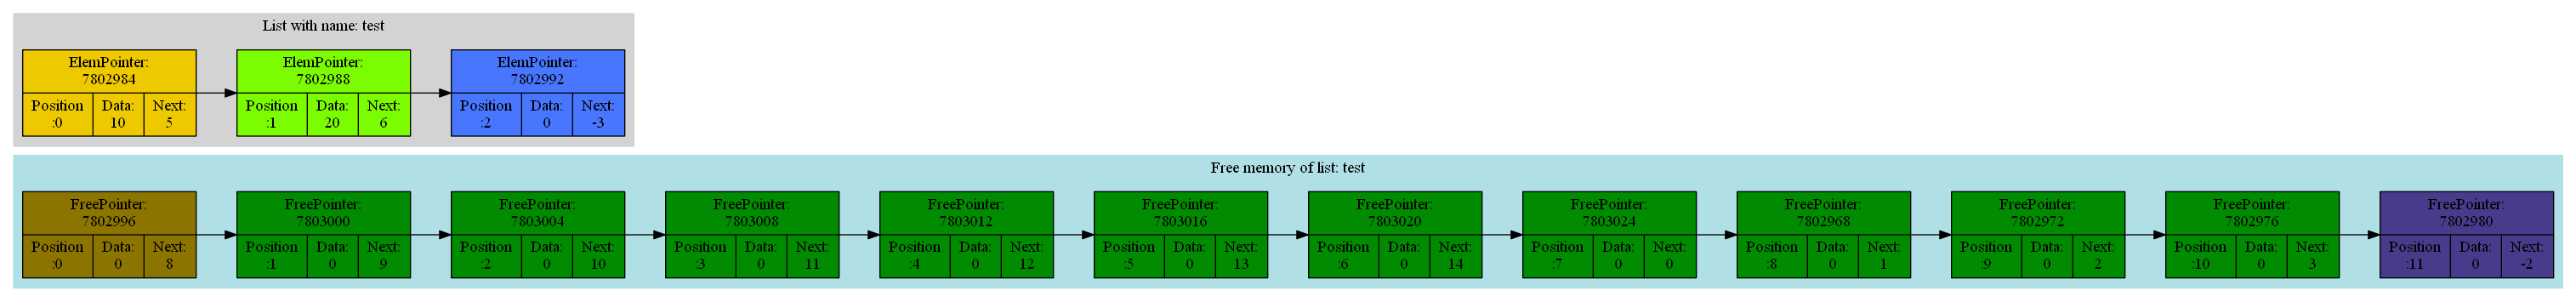 List with name: test
ElemPointer:
7802984
Position
:0
Data:
10
Next:
5
ElemPointer:
7802988
Position
:1
Data:
20
Next:
6
ElemPointer:
7802992
Position
:2
Data:
0
Next:
-3
Free memory of list: test
FreePointer:
7802996
Position
:0
Data:
0
Next:
8
FreePointer:
7803000
Position
:1
Data:
0
Next:
9
FreePointer:
7803004
Position
:2
Data:
0
Next:
10
FreePointer:
7803008
Position
:3
Data:
0
Next:
11
FreePointer:
7803012
Position
:4
Data:
0
Next:
12
FreePointer:
7803016
Position
:5
Data:
0
Next:
13
FreePointer:
7803020
Position
:6
Data:
0
Next:
14
FreePointer:
7803024
Position
:7
Data:
0
Next:
0
FreePointer:
7802968
Position
:8
Data:
0
Next:
1
FreePointer:
7802972
Position
:9
Data:
0
Next:
2
FreePointer:
7802976
Position
:10
Data:
0
Next:
3
FreePointer:
7802980
Position
:11
Data:
0
Next:
-2